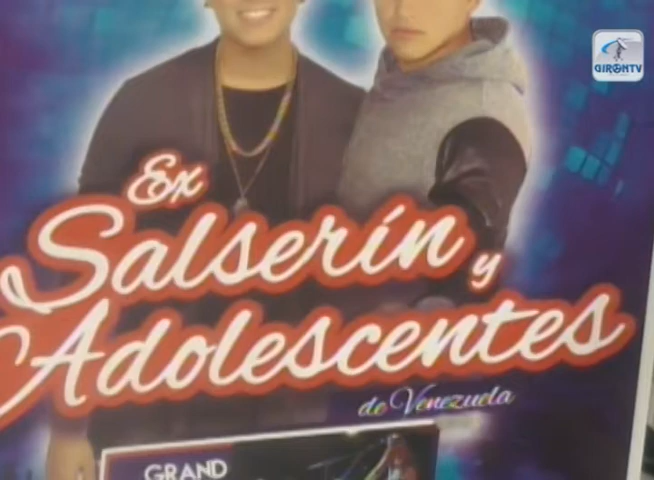 GIRONTV
Ex
Salserín y
Adolescentes
de Venezuela
GRAND